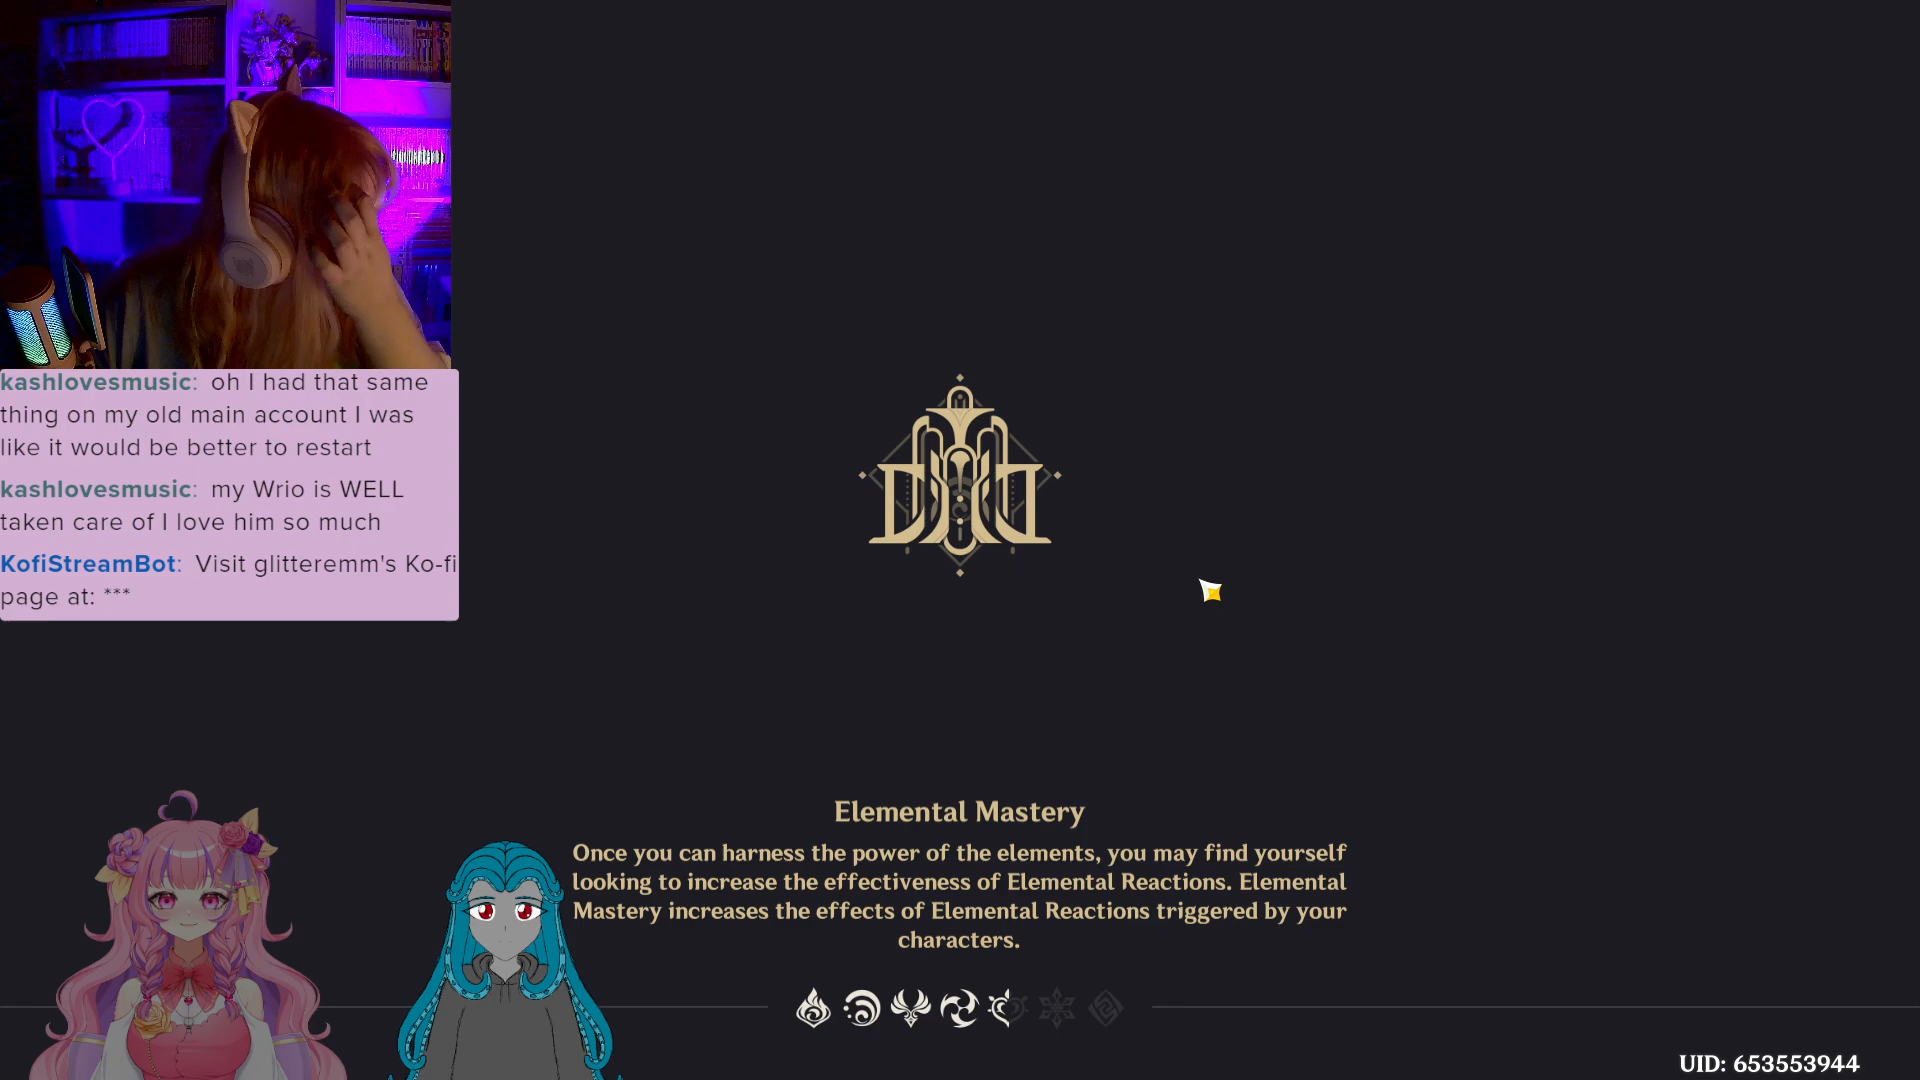 kashlovesmusic: oh I had that same
thing on my old main account I was
like it would be better to restart
kashlovesmusic: my Wrio is WELL
taken care of I love him so much
KofiStreamBot: Visit glitteremm's Ko-fi
page at: ***
Elemental Mastery
Once you can harness the power of the elements, you may find yourself
looking to increase the effectiveness of Elemental Reactions. Elemental
Mastery increases the effects of Elemental Reactions triggered by your
characters.
UID: 653553944